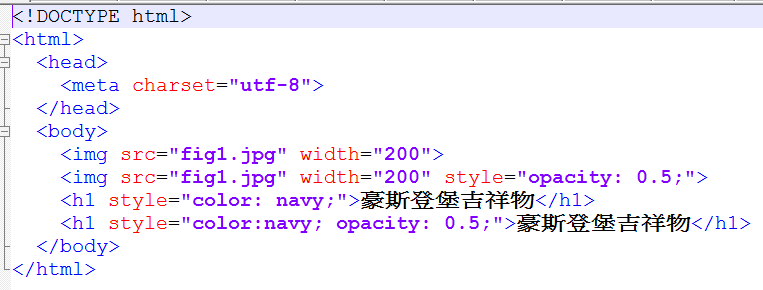 <!DOCTYPE html>
<html>
<head>
<meta charset="utf-8">
</head>
<body>
<img src="fig1.jpg" width="200">
<img src="fig1.jpg" width="200" style="opacity: 0.5;">
<h1 style="color: navy;">豪斯登堡吉祥物</h1>
<h1 style="color:navy; opacity: 0.5;">豪斯登堡吉祥物</h1>
</body>
</html>